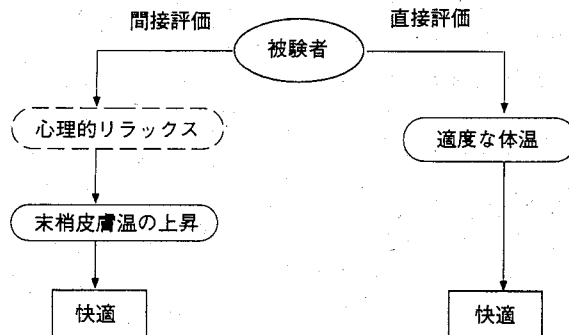 間接評価
被験者
直接評価
心理的リラックス
適度な体温
末梢皮膚温の上昇
快適
快適